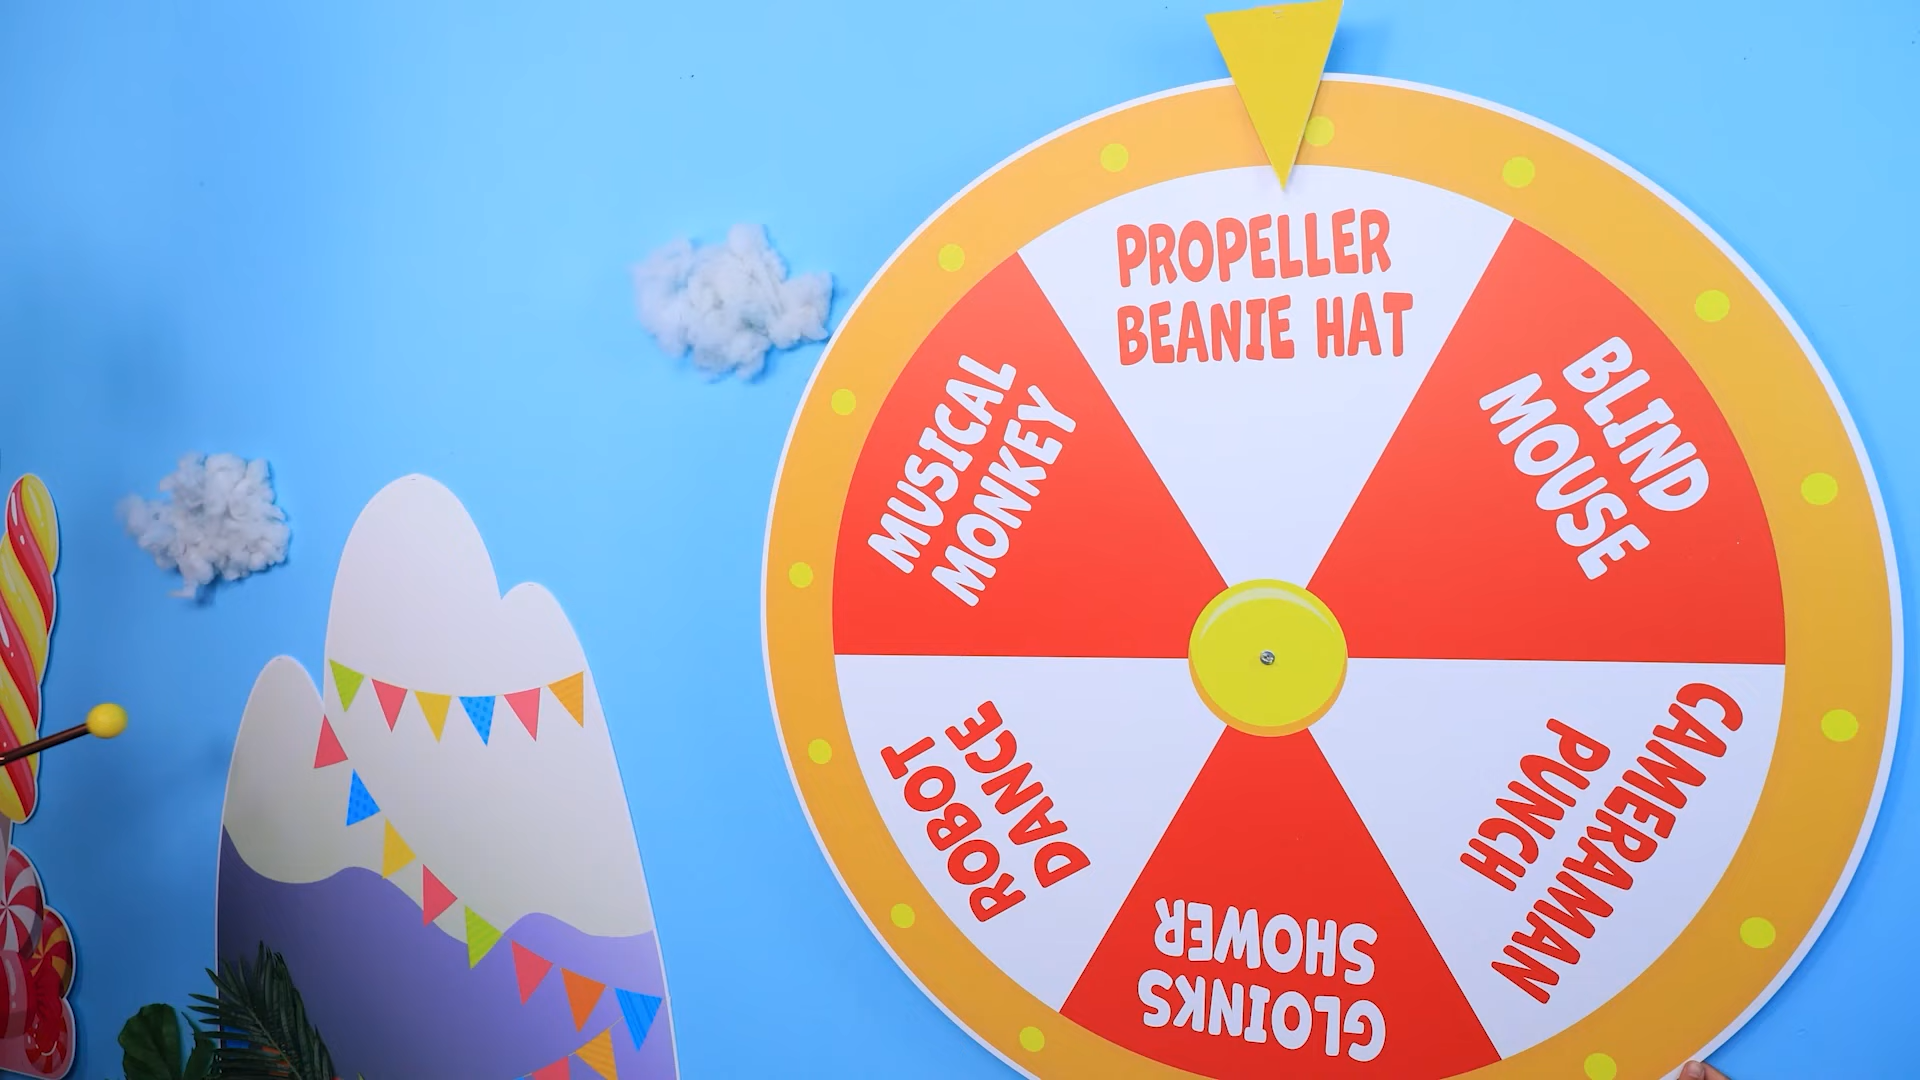 PROPELLER
BEANIE HAT
BLIND
MOUSE
CAMERAMAN
PUNCH
GLOINKS
SHOWER
ROBOT
DANCE
MUSICAL
MONKEY